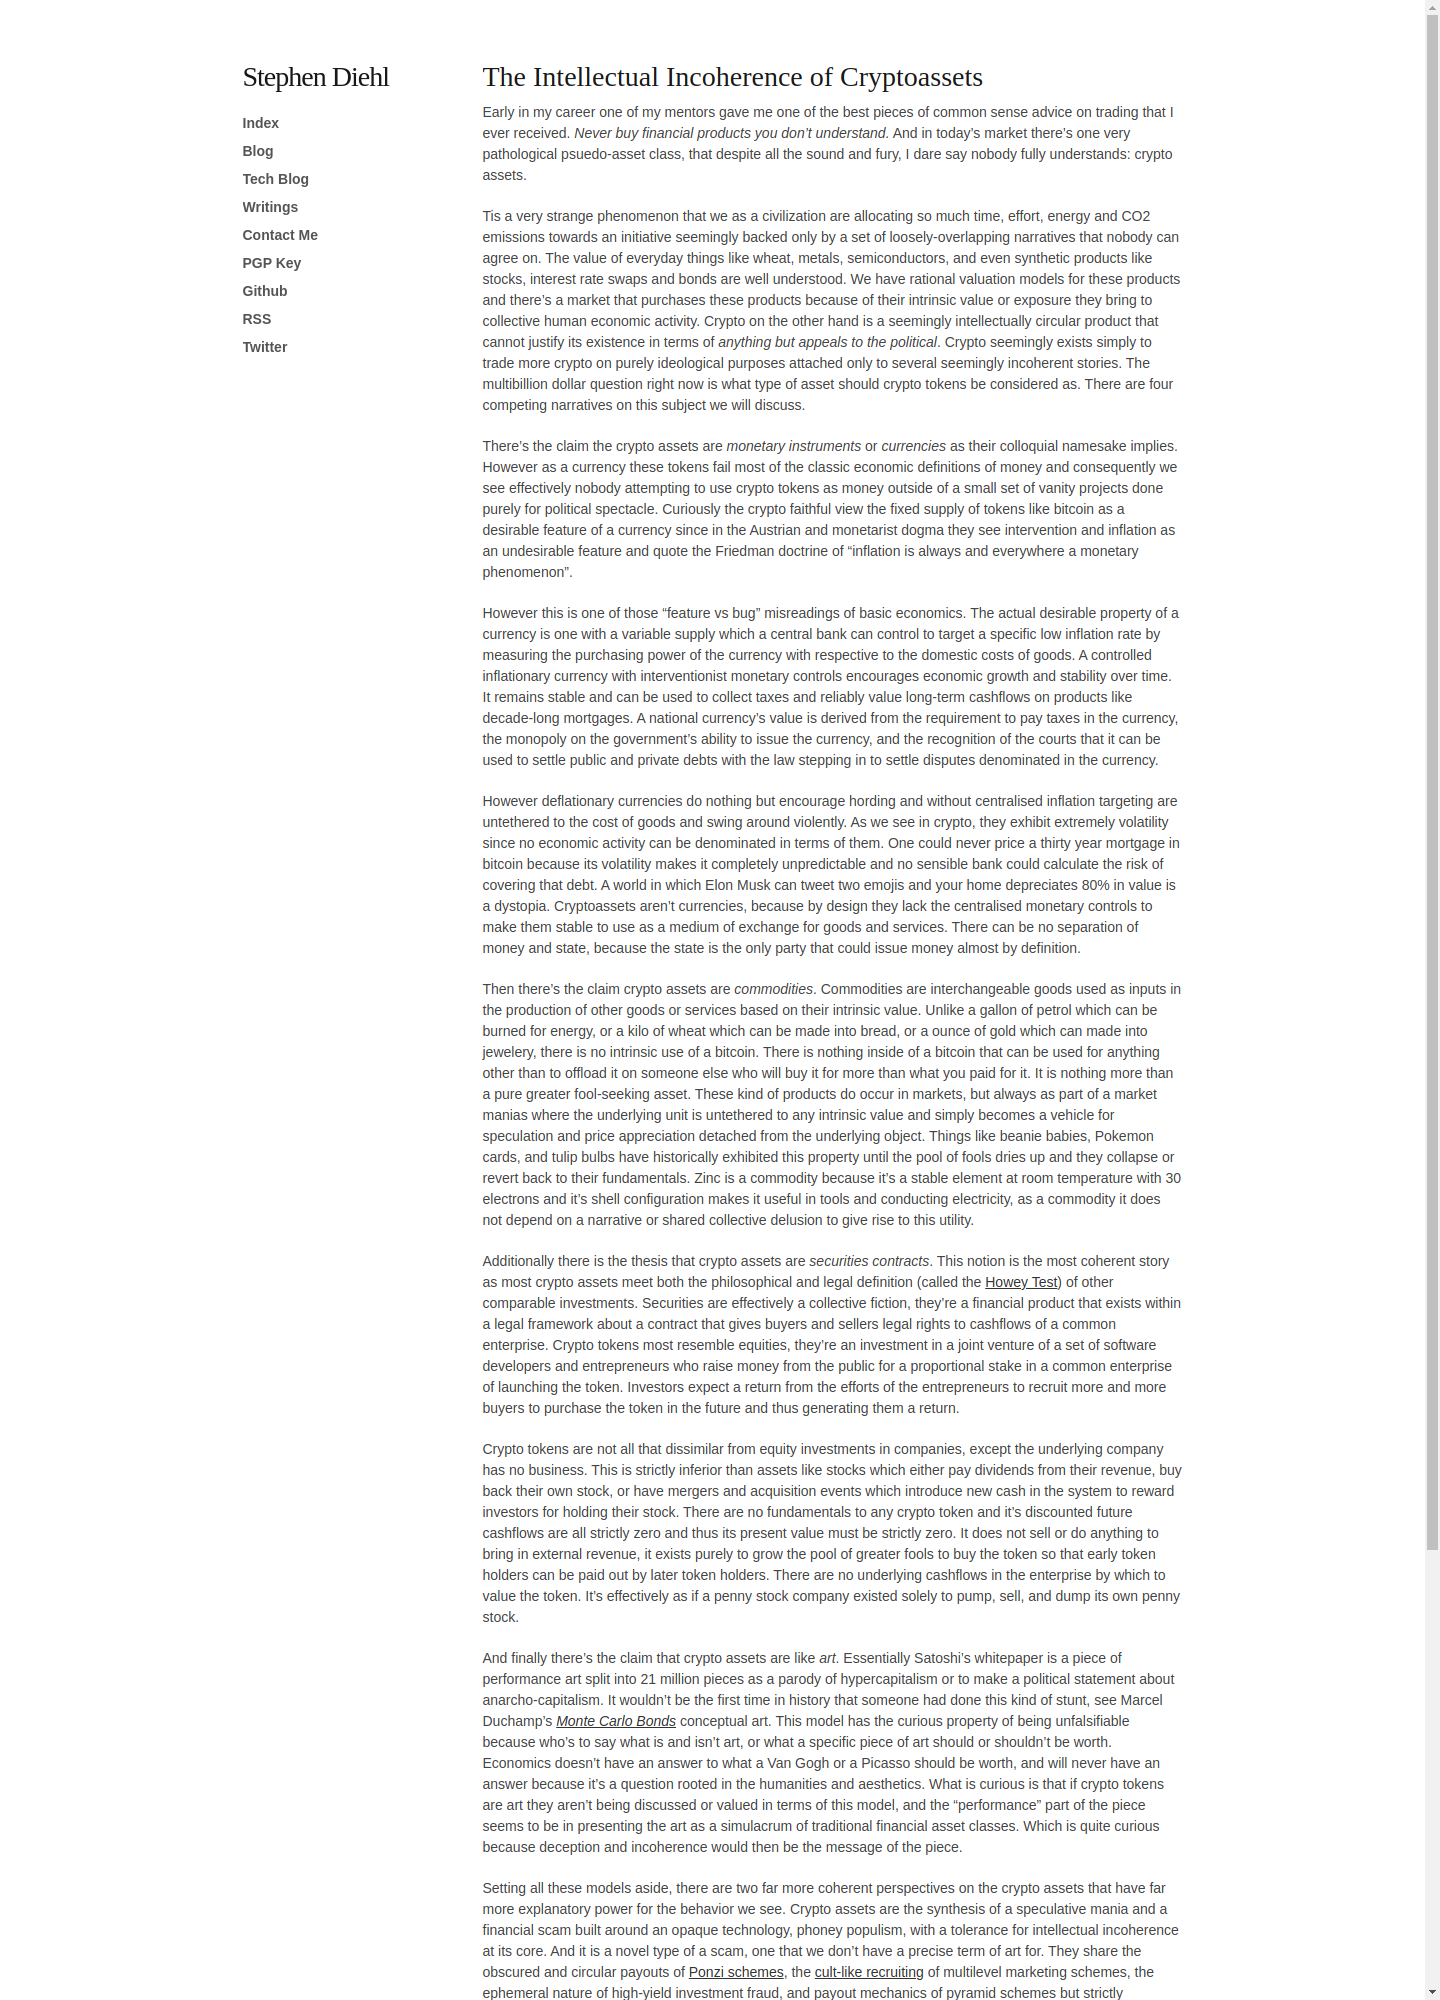 Stephen Diehl
Index
Blog
Tech Blog
Writings
Contact Me
PGP Key
Github
RSS
Twitter
The Intellectual Incoherence of Cryptoassets
Early in my career one of my mentors gave me one of the best pieces of common sense advice on trading that I
ever received. Never buy financial products you don’t understand. And in today’s market there’s one very
pathological psuedo-asset class, that despite all the sound and fury, I dare say nobody fully understands: crypto
assets.
Tis a very strange phenomenon that we as a civilization are allocating so much time, effort, energy and CO2
emissions towards an initiative seemingly backed only by a set of loosely-overlapping narratives that nobody can
agree on. The value of everyday things like wheat, metals, semiconductors, and even synthetic products like
stocks, interest rate swaps and bonds are well understood. We have rational valuation models for these products
and there’s a market that purchases these products because of their intrinsic value or exposure they bring to
collective human economic activity. Crypto on the other hand is a seemingly intellectually circular product that
cannot justify its existence in terms of anything but appeals to the political. Crypto seemingly exists simply to
trade more crypto on purely ideological purposes attached only to several seemingly incoherent stories. The
multibillion dollar question right now is what type of asset should crypto tokens be considered as. There are four
competing narratives on this subject we will discuss.
There’s the claim the crypto assets are monetary instruments or currencies as their colloquial namesake implies.
However as a currency these tokens fail most of the classic economic definitions of money and consequently we
see effectively nobody attempting to use crypto tokens as money outside of a small set of vanity projects done
purely for political spectacle. Curiously the crypto faithful view the fixed supply of tokens like bitcoin as a
desirable feature of a currency since in the Austrian and monetarist dogma they see intervention and inflation as
an undesirable feature and quote the Friedman doctrine of “inflation is always and everywhere a monetary
phenomenon”.
However this is one of those “feature vs bug” misreadings of basic economics. The actual desirable property of a
currency is one with a variable supply which a central bank can control to target a specific low inflation rate by
measuring the purchasing power of the currency with respective to the domestic costs of goods. A controlled
inflationary currency with interventionist monetary controls encourages economic growth and stability over time.
It remains stable and can be used to collect taxes and reliably value long-term cashflows on products like
decade-long mortgages. A national currency’s value is derived from the requirement to pay taxes in the currency,
the monopoly on the government’s ability to issue the currency, and the recognition of the courts that it can be
used to settle public and private debts with the law stepping in to settle disputes denominated in the currency.
However deflationary currencies do nothing but encourage hording and without centralised inflation targeting are
untethered to the cost of goods and swing around violently. As we see in crypto, they exhibit extremely volatility
since no economic activity can be denominated in terms of them. One could never price a thirty year mortgage in
bitcoin because its volatility makes it completely unpredictable and no sensible bank could calculate the risk of
covering that debt. A world in which Elon Musk can tweet two emojis and your home depreciates 80% in value is
a dystopia. Cryptoassets aren’t currencies, because by design they lack the centralised monetary controls to
make them stable to use as a medium of exchange for goods and services. There can be no separation of
money and state, because the state is the only party that could issue money almost by definition.
Then there’s the claim crypto assets are commodities. Commodities are interchangeable goods used as inputs in
the production of other goods or services based on their intrinsic value. Unlike a gallon of petrol which can be
burned for energy, or a kilo of wheat which can be made into bread, or a ounce of gold which can made into
jewelery, there is no intrinsic use of a bitcoin. There is nothing inside of a bitcoin that can be used for anything
other than to offload it on someone else who will buy it for more than what you paid for it. It is nothing more than
a pure greater fool-seeking asset. These kind of products do occur in markets, but always as part of a market
manias where the underlying unit is untethered to any intrinsic value and simply becomes a vehicle for
speculation and price appreciation detached from the underlying object. Things like beanie babies, Pokemon
cards, and tulip bulbs have historically exhibited this property until the pool of fools dries up and they collapse or
revert back to their fundamentals. Zinc is a commodity because it’s a stable element at room temperature with 30
electrons and it’s shell configuration makes it useful in tools and conducting electricity, as a commodity it does
not depend on a narrative or shared collective delusion to give rise to this utility.
Additionally there is the thesis that crypto assets are securities contracts. This notion is the most coherent story
as most crypto assets meet both the philosophical and legal definition (called the Howey Test) of other
comparable investments. Securities are effectively a collective fiction, they’re a financial product that exists within
a legal framework about a contract that gives buyers and sellers legal rights to cashflows of a common
enterprise. Crypto tokens most resemble equities, they’re an investment in a joint venture of a set of software
developers and entrepreneurs who raise money from the public for a proportional stake in a common enterprise
of launching the token. Investors expect a return from the efforts of the entrepreneurs to recruit more and more
buyers to purchase the token in the future and thus generating them a return.
Crypto tokens are not all that dissimilar from equity investments in companies, except the underlying company
has no business. This is strictly inferior than assets like stocks which either pay dividends from their revenue, buy
back their own stock, or have mergers and acquisition events which introduce new cash in the system to reward
investors for holding their stock. There are no fundamentals to any crypto token and it’s discounted future
cashflows are all strictly zero and thus its present value must be strictly zero. It does not sell or do anything to
bring in external revenue, it exists purely to grow the pool of greater fools to buy the token so that early token
holders can be paid out by later token holders. There are no underlying cashflows in the enterprise by which to
value the token. It’s effectively as if a penny stock company existed solely to pump, sell, and dump its own penny
stock.
And finally there’s the claim that crypto assets are like art. Essentially Satoshi’s whitepaper is a piece of
performance art split into 21 million pieces as a parody of hypercapitalism or to make a political statement about
anarcho-capitalism. It wouldn’t be the first time in history that someone had done this kind of stunt, see Marcel
Duchamp’s Monte Carlo Bonds conceptual art. This model has the curious property of being unfalsifiable
because who’s to say what is and isn’t art, or what a specific piece of art should or shouldn’t be worth.
Economics doesn’t have an answer to what a Van Gogh or a Picasso should be worth, and will never have an
answer because it’s a question rooted in the humanities and aesthetics. What is curious is that if crypto tokens
are art they aren’t being discussed or valued in terms of this model, and the “performance” part of the piece
seems to be in presenting the art as a simulacrum of traditional financial asset classes. Which is quite curious
because deception and incoherence would then be the message of the piece.
Setting all these models aside, there are two far more coherent perspectives on the crypto assets that have far
more explanatory power for the behavior we see. Crypto assets are the synthesis of a speculative mania and a
financial scam built around an opaque technology, phoney populism, with a tolerance for intellectual incoherence
at its core. And it is a novel type of a scam, one that we don’t have a precise term of art for. They share the
obscured and circular payouts of Ponzi schemes, the cult-like recruiting of multilevel marketing schemes, the
ephemeral nature of high-yield investment fraud, and payout mechanics of pyramid schemes but strictly